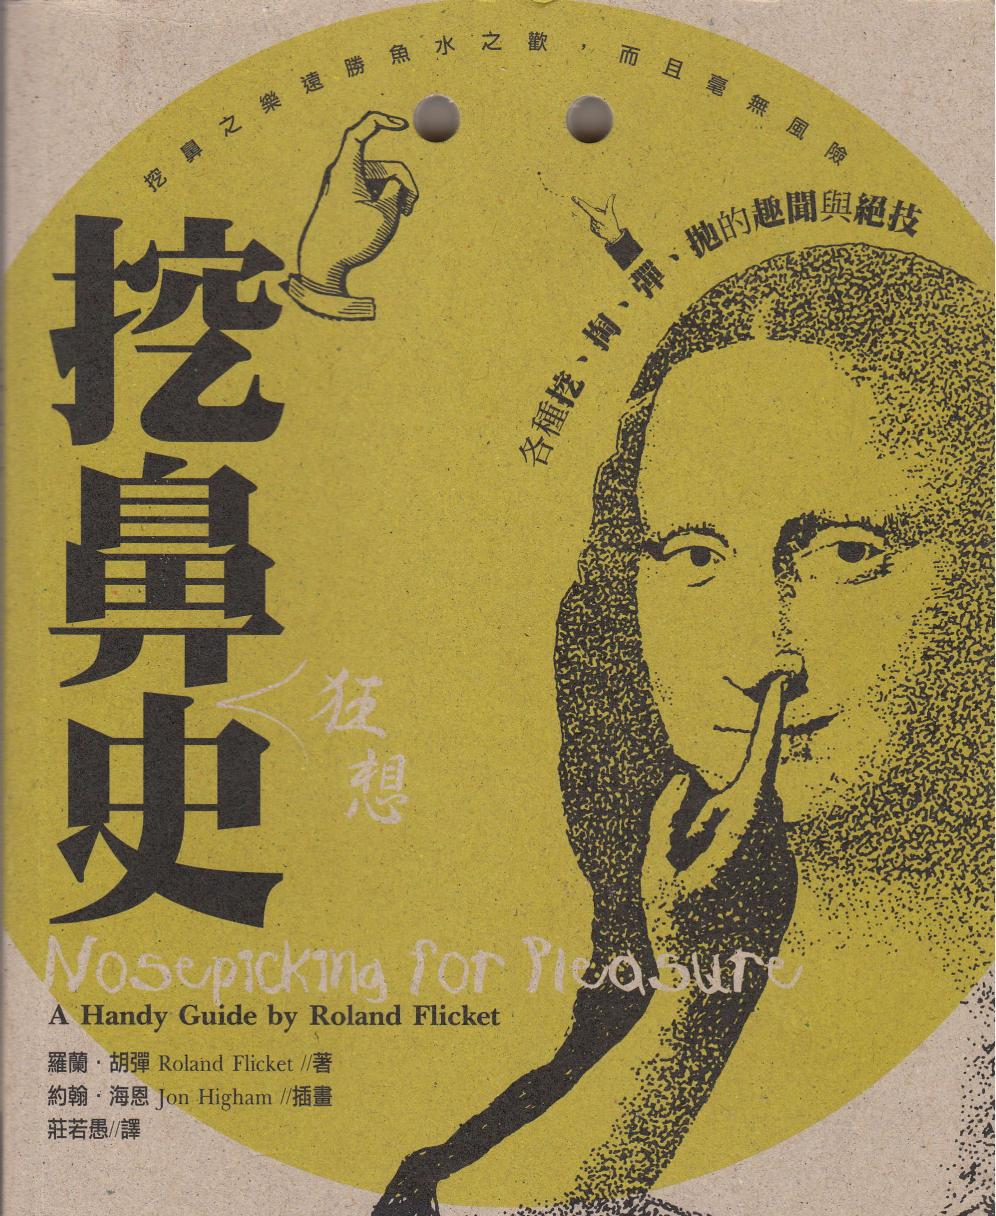 挖鼻之樂遠勝魚水之歡，而且毫無風險
各種挖、掏、彈、拋的趣聞與絕技
挖鼻史
狂想
Nosepicking for Pleasure
A Handy Guide by Roland Flicket
羅蘭·胡彈 Roland Flicket //著
約翰·海恩 Jon Higham //插畫
莊若愚//譯